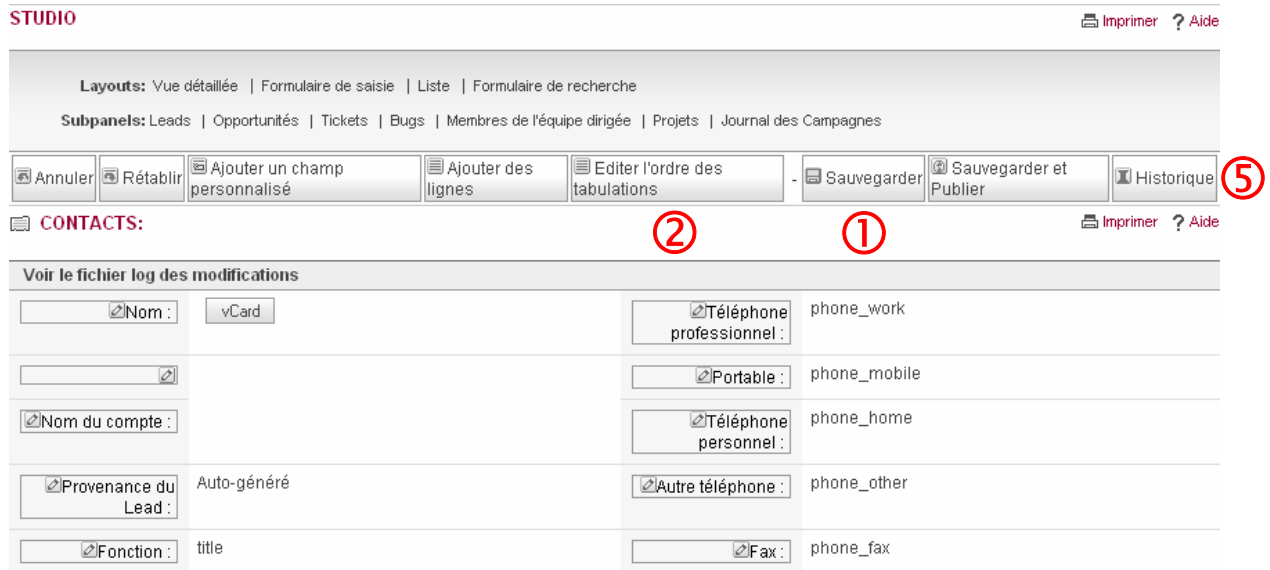 STUDIO
Imprimer ? Aide
Layouts: Vue détaillée | Formulaire de saisie | Liste | Formulaire de recherche
Subpanels: Leads | Opportunités | Tickets | Bugs | Membres de l'équipe dirigée | Projets | Journal des Campagnes
Annuler Rétablir Ajouter un champ personnalisé Ajouter des lignes Editer l'ordre des tabulations - Sauvegarder Sauvegarder et Publier Historique ⑤
CONTACTS: ② ① Imprimer ? Aide
Voir le fichier log des modifications
Nom : vCard Téléphone professionnel : phone_work
Portable : phone_mobile
Nom du compte : Téléphone personnel : phone_home
Provenance du Lead : Auto-généré Autre téléphone : phone_other
Fonction : title Fax : phone_fax